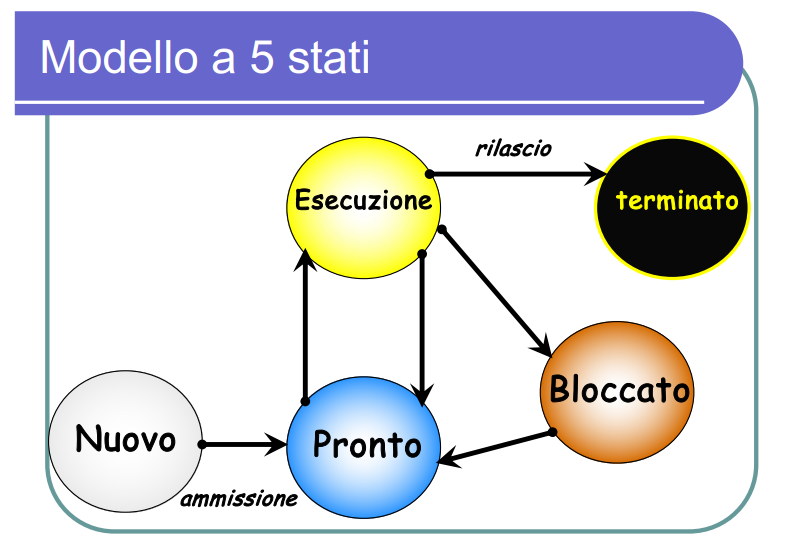 Modello a 5 stati
rilascio
Esecuzione
terminato
Bloccato
Nuovo
Pronto
ammissione